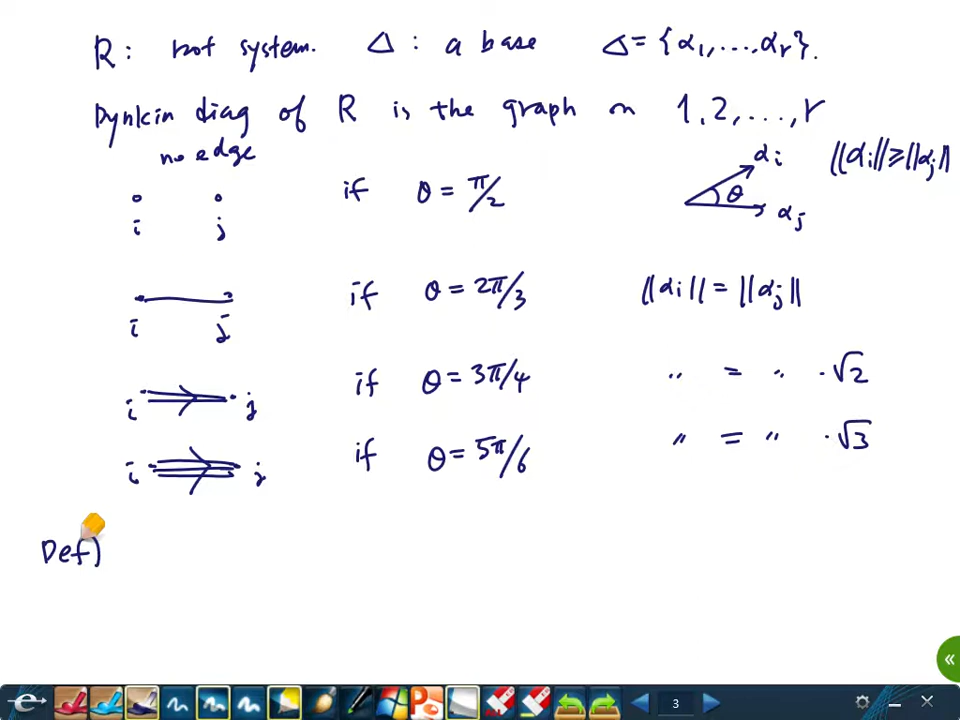 R: root system. Δ : a base Δ = {α1,...,αr}.
Dynkin diag of R is the graph on 1,2,...,r
no edge
αi ||αi|| ≥ ||αj||
θ αj
i j if θ = π/2
i j if θ = 2π/3 ||αi|| = ||αj||
i j if θ = 3π/4 〃 = 〃 ·√2
i j if θ = 5π/6 〃 = 〃 ·√3
Def)
3